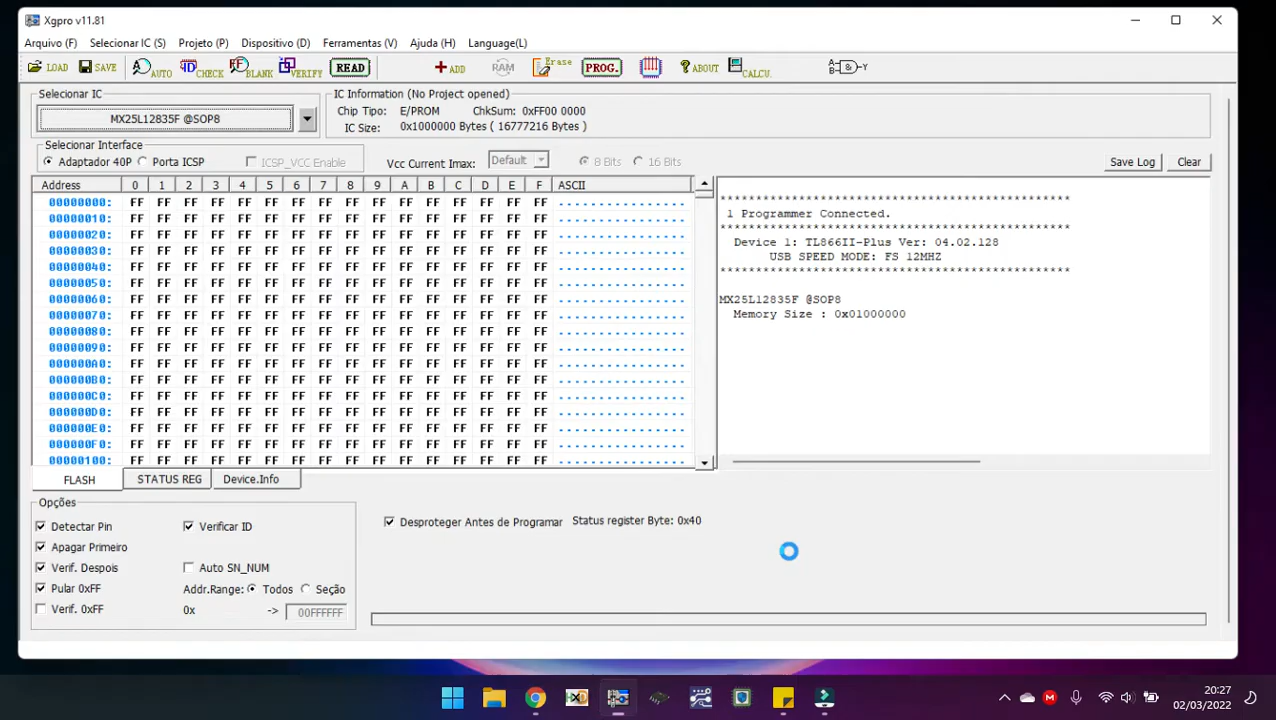 Xgpro v11.81
Arquivo (F) Selecionar IC (S) Projeto (P) Dispositivo (D) Ferramentas (V) Ajuda (H) Language(L)
LOAD SAVE AUTO CHECK BLANK VERIFY READ ADD RAM Erase PROG. ABOUT CALCU. Y
Selecionar IC
MX25L12835F @SOP8
IC Information (No Project opened)
Chip Tipo: E/PROM ChkSum: 0xFF00 0000
IC Size: 0x1000000 Bytes ( 16777216 Bytes )
Selecionar Interface
Adaptador 40P Porta ICSP ICSP_VCC Enable Vcc Current Imax: Default 8 Bits 16 Bits Save Log Clear
Address 0 1 2 3 4 5 6 7 8 9 A B C D E F ASCII
00000000: FF FF FF FF FF FF FF FF FF FF FF FF FF FF FF FF ................
00000010: FF FF FF FF FF FF FF FF FF FF FF FF FF FF FF FF ................
00000020: FF FF FF FF FF FF FF FF FF FF FF FF FF FF FF FF ................
00000030: FF FF FF FF FF FF FF FF FF FF FF FF FF FF FF FF ................
00000040: FF FF FF FF FF FF FF FF FF FF FF FF FF FF FF FF ................
00000050: FF FF FF FF FF FF FF FF FF FF FF FF FF FF FF FF ................
00000060: FF FF FF FF FF FF FF FF FF FF FF FF FF FF FF FF ................
00000070: FF FF FF FF FF FF FF FF FF FF FF FF FF FF FF FF ................
00000080: FF FF FF FF FF FF FF FF FF FF FF FF FF FF FF FF ................
00000090: FF FF FF FF FF FF FF FF FF FF FF FF FF FF FF FF ................
000000A0: FF FF FF FF FF FF FF FF FF FF FF FF FF FF FF FF ................
000000B0: FF FF FF FF FF FF FF FF FF FF FF FF FF FF FF FF ................
000000C0: FF FF FF FF FF FF FF FF FF FF FF FF FF FF FF FF ................
000000D0: FF FF FF FF FF FF FF FF FF FF FF FF FF FF FF FF ................
000000E0: FF FF FF FF FF FF FF FF FF FF FF FF FF FF FF FF ................
000000F0: FF FF FF FF FF FF FF FF FF FF FF FF FF FF FF FF ................
00000100: FF FF FF FF FF FF FF FF FF FF FF FF FF FF FF FF ................
*************************************************
1 Programmer Connected.
*************************************************
Device 1: TL866II-Plus Ver: 04.02.128
USB SPEED MODE: FS 12MHZ
*************************************************
MX25L12835F @SOP8
Memory Size : 0x01000000
FLASH STATUS REG Device.Info
Opções
Detectar Pin Verificar ID
Apagar Primeiro
Verif. Despois Auto SN_NUM
Pular 0xFF Addr.Range: Todos Seção
Verif. 0xFF 0x -> 00FFFFFF
Desproteger Antes de Programar Status register Byte: 0x40
20:27
02/03/2022